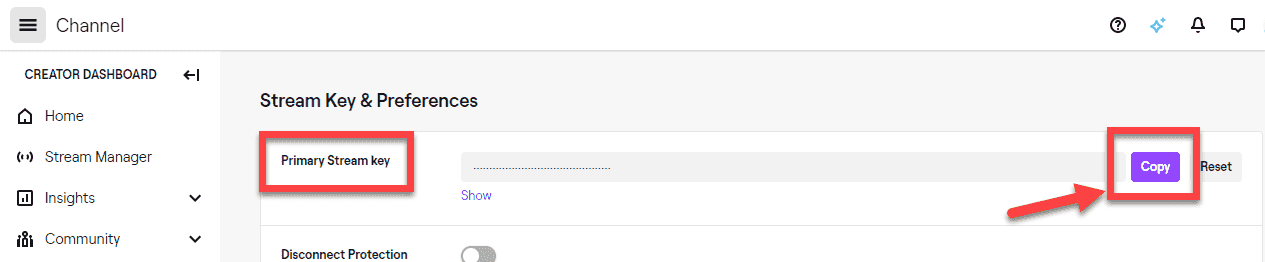 Channel
CREATOR DASHBOARD
Home
Stream Manager
Insights
Community
Stream Key & Preferences
Primary Stream key
.............................................
Copy
Reset
Show
Disconnect Protection